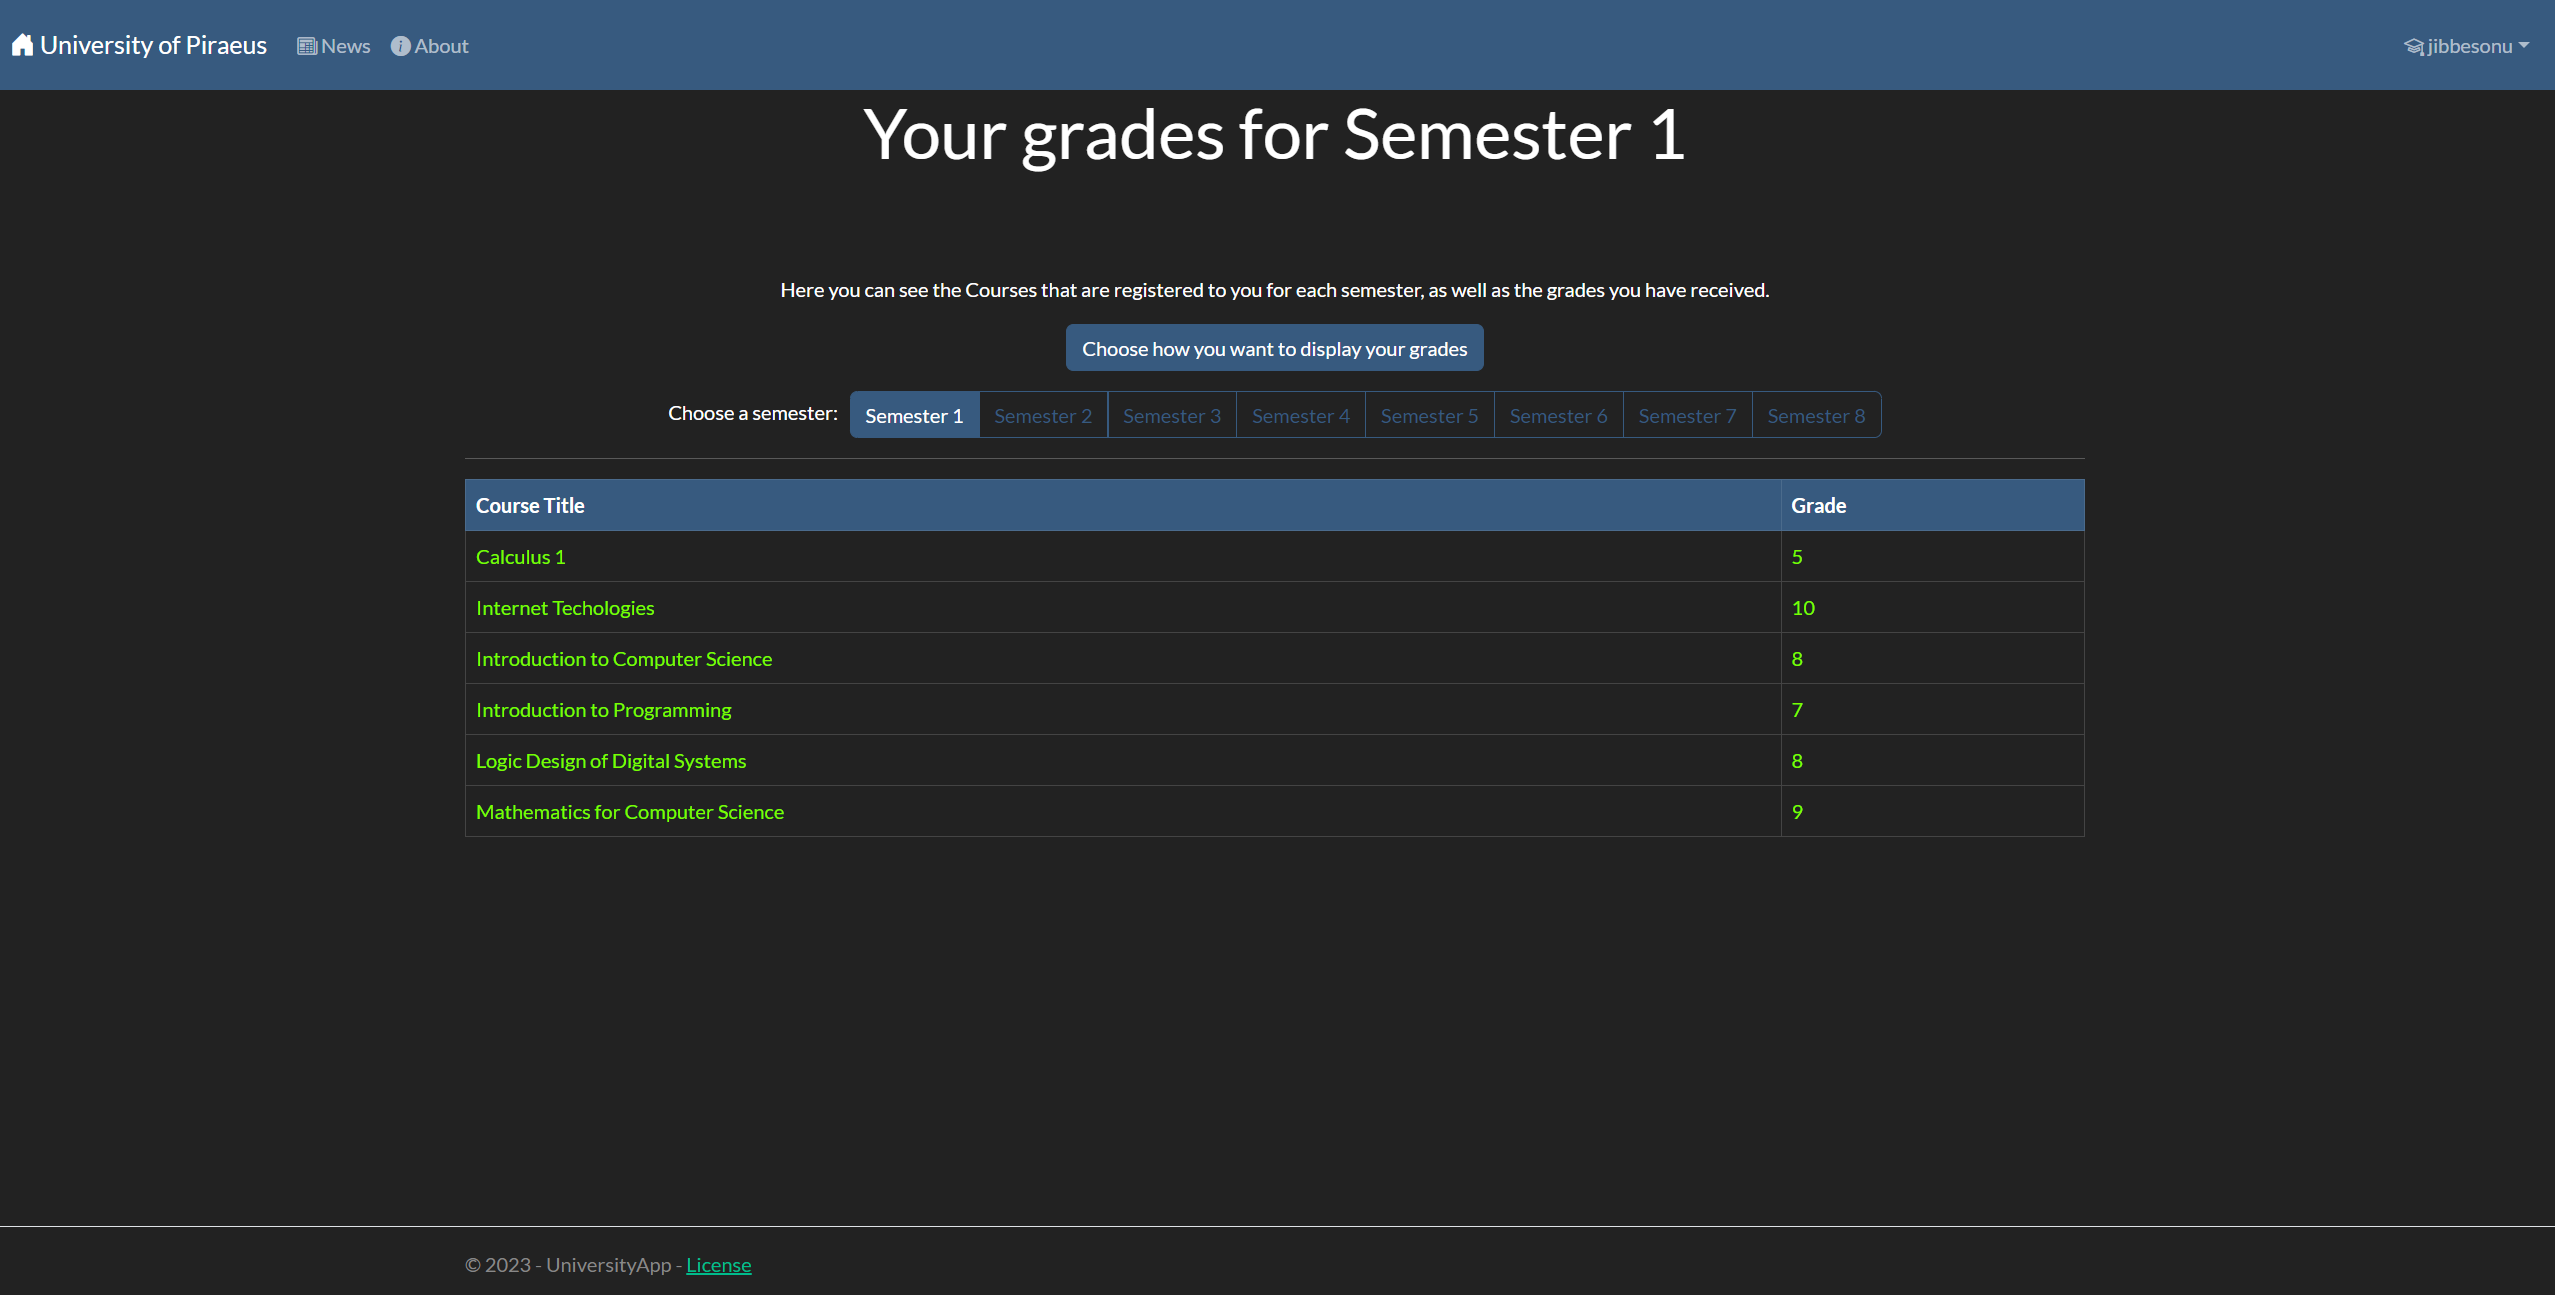 University of Piraeus News About jibbesonu
Your grades for Semester 1
Here you can see the Courses that are registered to you for each semester, as well as the grades you have received.
Choose how you want to display your grades
Choose a semester: Semester 1 Semester 2 Semester 3 Semester 4 Semester 5 Semester 6 Semester 7 Semester 8
Course Title Grade
Calculus 1 5
Internet Techologies 10
Introduction to Computer Science 8
Introduction to Programming 7
Logic Design of Digital Systems 8
Mathematics for Computer Science 9
© 2023 - UniversityApp - License